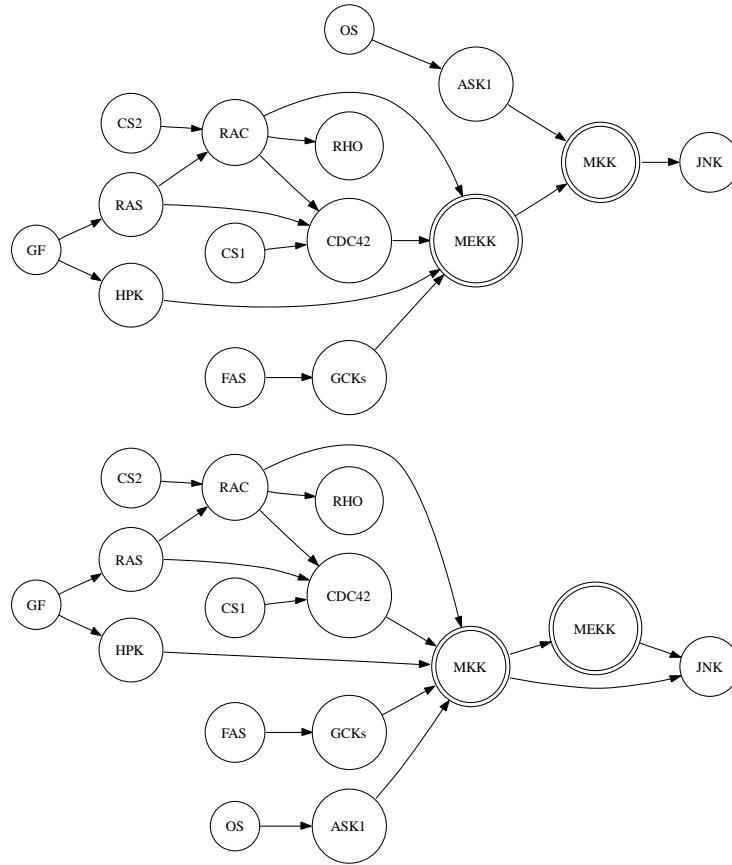 OS
ASK1
CS2
RAC
RHO
MKK
JNK
RAS
GF
CS1
CDC42
MEKK
HPK
FAS
GCKs
CS2
RAC
RHO
RAS
CDC42
GF
CS1
MEKK
HPK
MKK
JNK
FAS
GCKs
OS
ASK1